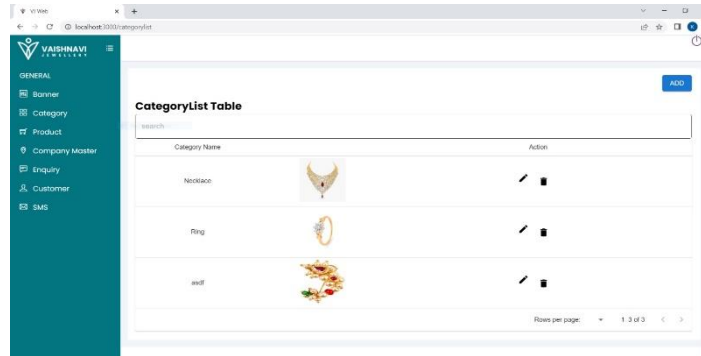 VJ Web
localhost:3000/categorylist
VAISHNAVI
JEWELLERY
GENERAL
Banner
Category
Product
Company Master
Enquiry
Customer
SMS
ADD
CategoryList Table
search
Category Name Action
Necklace
Ring
asdf
Rows per page: 1-3 of 3